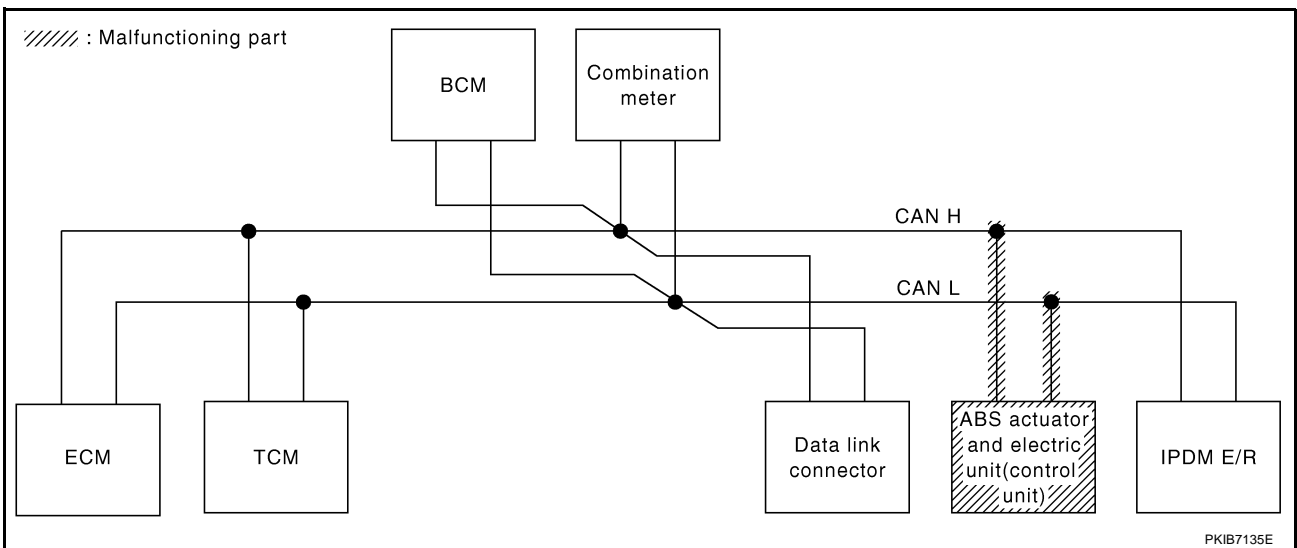 : Malfunctioning part
BCM
Combination
meter
CAN H
CAN L
ECM
TCM
Data link
connector
ABS actuator
and electric
unit(control
unit)
IPDM E/R
PKIB7135E